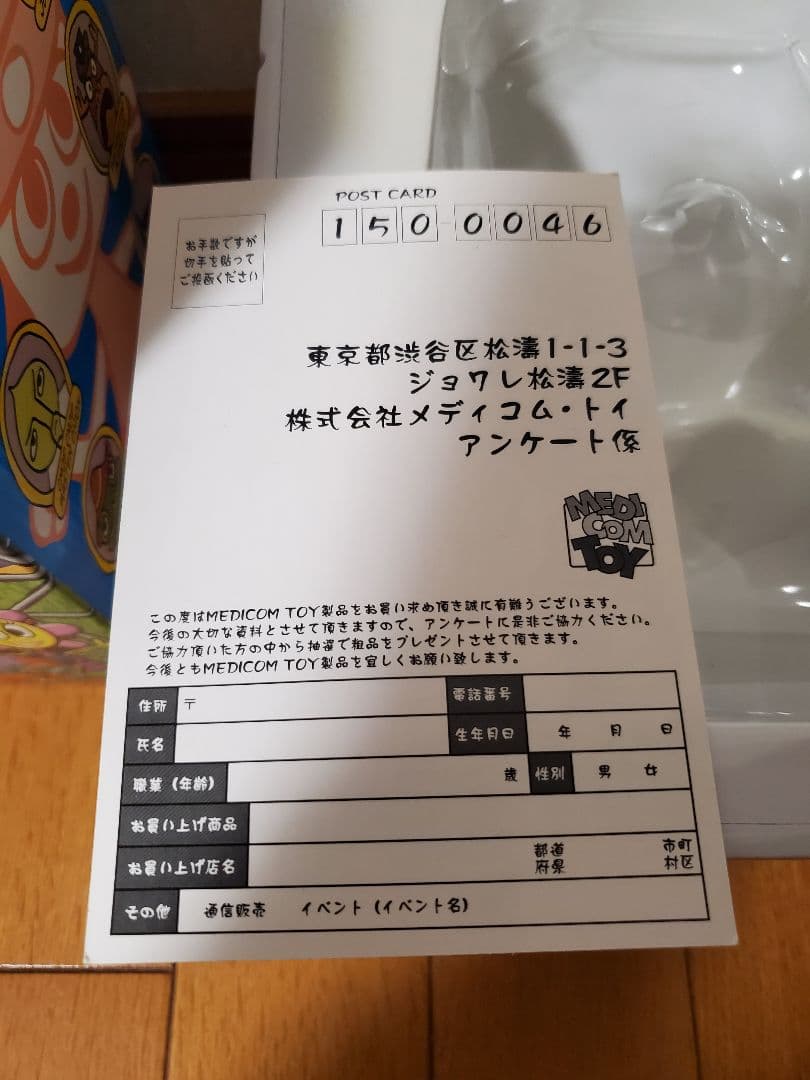 POST CARD
150-0046
お手数ですが
切手を貼って
ご投函ください
東京都渋谷区松濤1-1-3
ジョワレ松濤2F
株式会社メディコム・トイ
アンケート係
MEDI
COM
TOY
この度はMEDICOM TOY製品をお買い求め頂き誠に有難うございます。
今後の大切な資料とさせて頂きますので、アンケートに是非ご協力ください。
ご協力頂いた方の中から抽選で粗品をプレゼントさせて頂きます。
今後ともMEDICOM TOY製品を宜しくお願い致します。
住所 〒 電話番号
氏名 生年月日 年 月 日
職業(年齢) 歳 性別 男 女
お買い上げ商品
お買い上げ店名 都道府県 市町村区
その他 通信販売 イベント(イベント名)